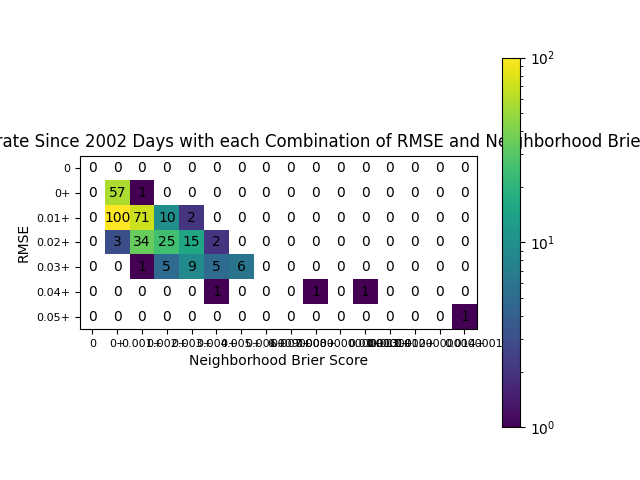 rate Since 2002 Days with each Combination of RMSE and Neighborhood Brie
10²
0 0 0 0 0 0 0 0 0 0 0 0 0 0 0 0 0
0+ 0 57 1 0 0 0 0 0 0 0 0 0 0 0 0 0
0.01+ 0 100 71 10 2 0 0 0 0 0 0 0 0 0 0 0
10¹
0.02+ 0 3 34 25 15 2 0 0 0 0 0 0 0 0 0 0
RMSE
0.03+ 0 0 1 5 9 5 6 0 0 0 0 0 0 0 0 0
0.04+ 0 0 0 0 0 1 0 0 0 1 0 1 0 0 0 0
0.05+ 0 0 0 0 0 0 0 0 0 0 0 0 0 0 0 1
0 0+
Neighborhood Brier Score
10⁰